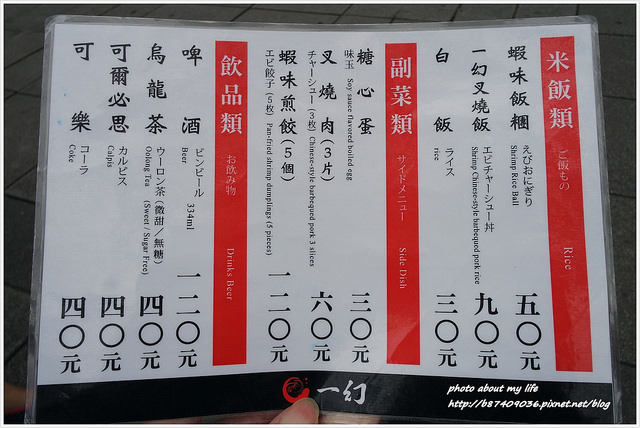 米飯類 ご飯もの Rice
蝦味飯糰 えびおにぎり Shrimp Rice Ball 五〇元
一幻叉燒飯 エビチャーシュー丼 Shrimp Chinese-style barbequed pork rice 九〇元
白飯 ライス rice 三〇元
副菜類 サイドメニュー Side Dish
糖心蛋 味玉 Soy sauce flavored boiled egg 三〇元
叉燒肉(3片) チャーシュー(3枚) Chinese-style barbequed pork 3 slices 六〇元
蝦味煎餃(5個) エビ餃子(5枚) Pan-fried shrimp dumplings (5 pieces) 一二〇元
飲品類 お飲み物 Drinks Beer
啤酒 ビンビール 334ml Beer 一二〇元
烏龍茶 ウーロン茶(微甜/無糖) Oolong Tea (Sweet / Sugar Free) 四〇元
可爾必思 カルピス Calpis 四〇元
可樂 コーラ Coke 四〇元
一幻
photo about my life
http://b87409036.pixnet.net/blog